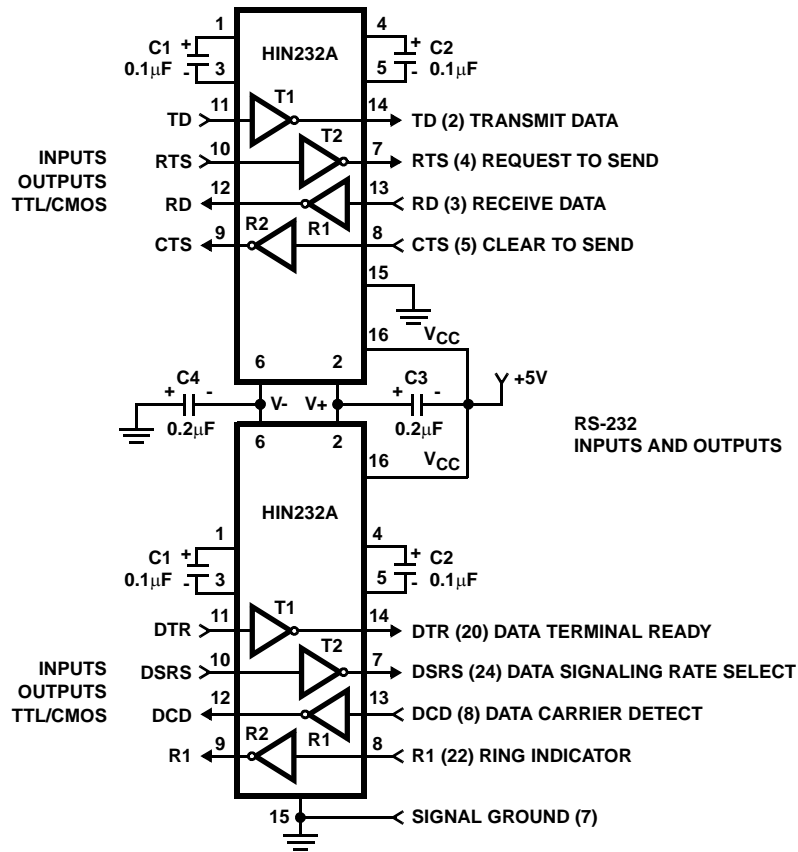 1
4
HIN232A
C1
+
0.1µF
-
3
+
C2
5
-
0.1µF
T1
11
14
TD
TD (2) TRANSMIT DATA
T2
10
7
INPUTS
OUTPUTS
TTL/CMOS
RTS
RTS (4) REQUEST TO SEND
12
13
RD
RD (3) RECEIVE DATA
R2
R1
9
8
CTS
CTS (5) CLEAR TO SEND
15
16
VCC
6
2
C4
+
-
0.2µF
V-
V+
C3
+
-
0.2µF
+5V
RS-232
INPUTS AND OUTPUTS
6
2
16
VCC
HIN232A
1
4
C1
+
0.1µF
-
3
+
C2
5
-
0.1µF
T1
11
14
DTR
DTR (20) DATA TERMINAL READY
T2
10
7
INPUTS
OUTPUTS
TTL/CMOS
DSRS
DSRS (24) DATA SIGNALING RATE SELECT
12
13
DCD
DCD (8) DATA CARRIER DETECT
R2
R1
9
8
R1
R1 (22) RING INDICATOR
15
SIGNAL GROUND (7)